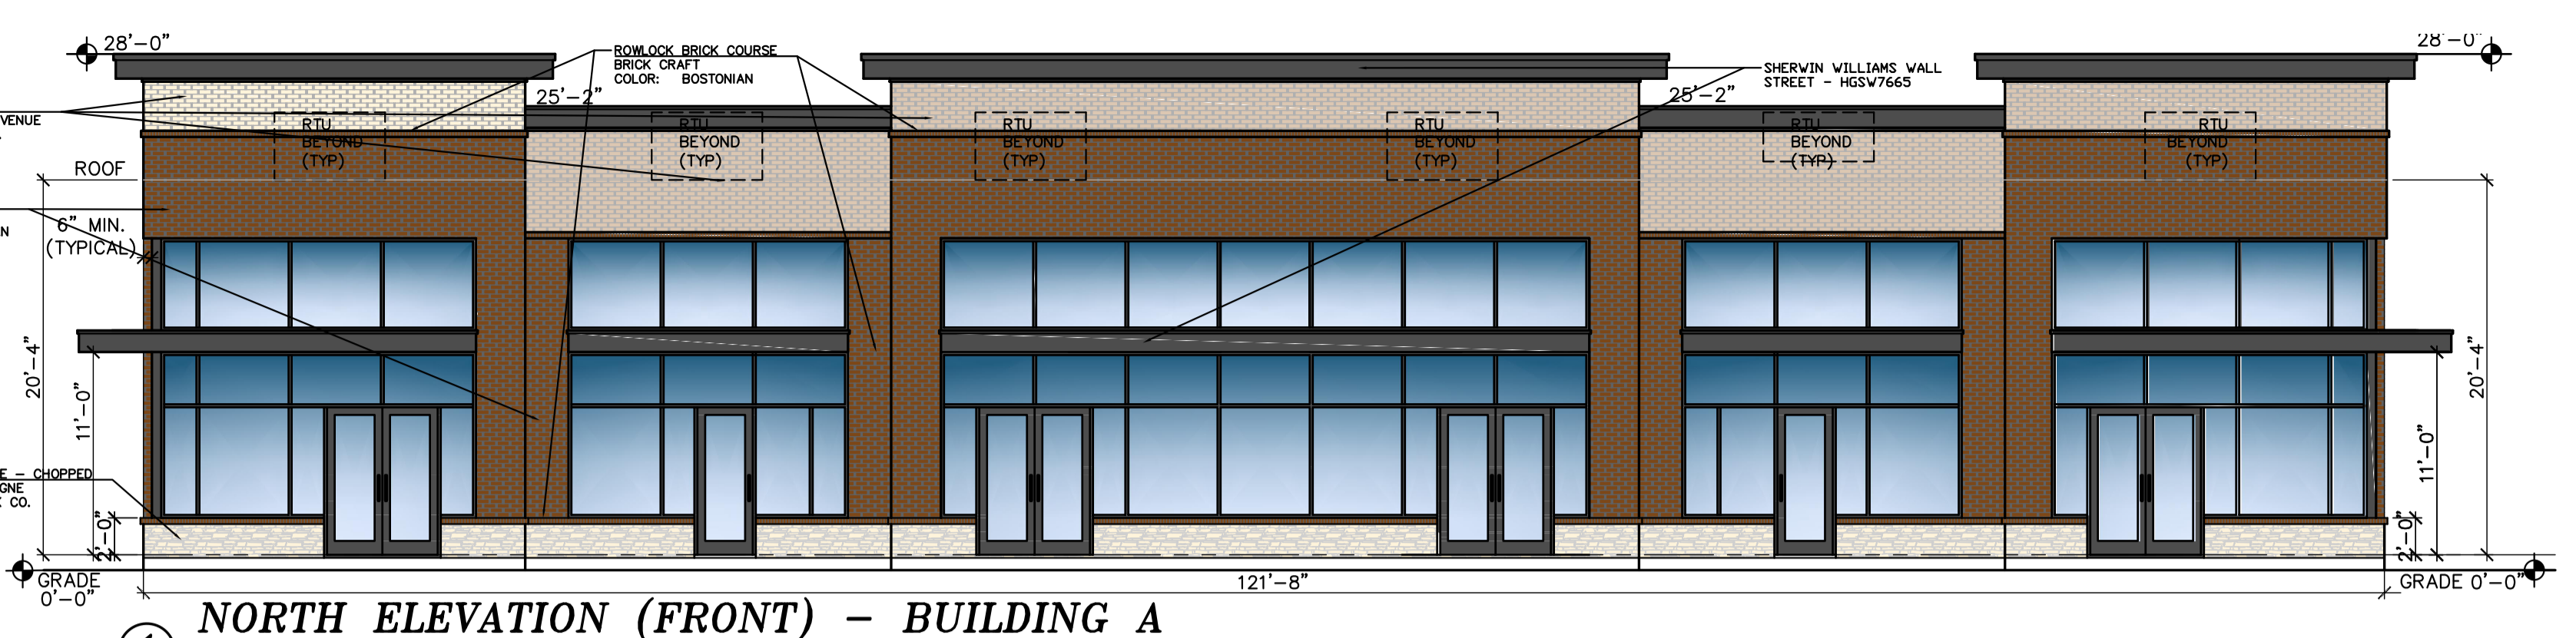 28'-0"
ROWLOCK BRICK COURSE
BRICK CRAFT
COLOR: BOSTONIAN
SHERWIN WILLIAMS WALL
STREET - HGSW7665
28'-0"
25'-2"
25'-2"
VENUE
RTU
BEYOND
(TYP)
RTU
BEYOND
(TYP)
RTU
BEYOND
(TYP)
RTU
BEYOND
(TYP)
RTU
BEYOND
(TYP)
RTU
BEYOND
(TYP)
ROOF
6" MIN.
(TYPICAL)
N
20'-4"
11'-0"
20'-4"
11'-0"
E - CHOPPED
GNE
CO.
2'-0"
2'-0"
GRADE
0'-0"
121'-8"
GRADE 0'-0"
NORTH ELEVATION (FRONT) - BUILDING A